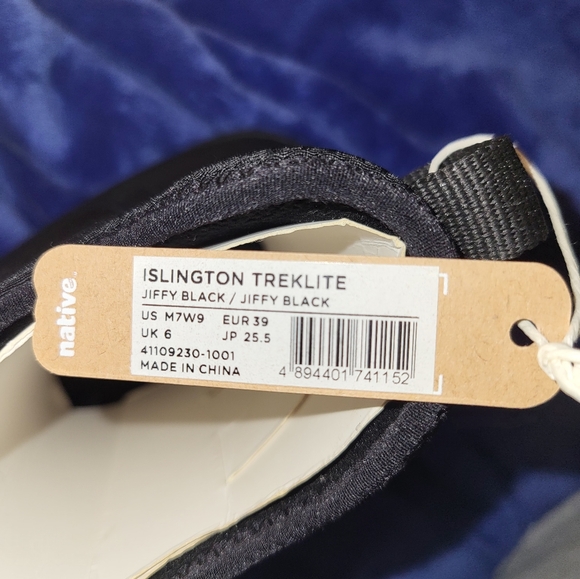 native
ISLINGTON TREKLITE
JIFFY BLACK / JIFFY BLACK
US M7W9 EUR 39
UK 6 JP 25.5
41109230-1001
MADE IN CHINA
4 894401 741152